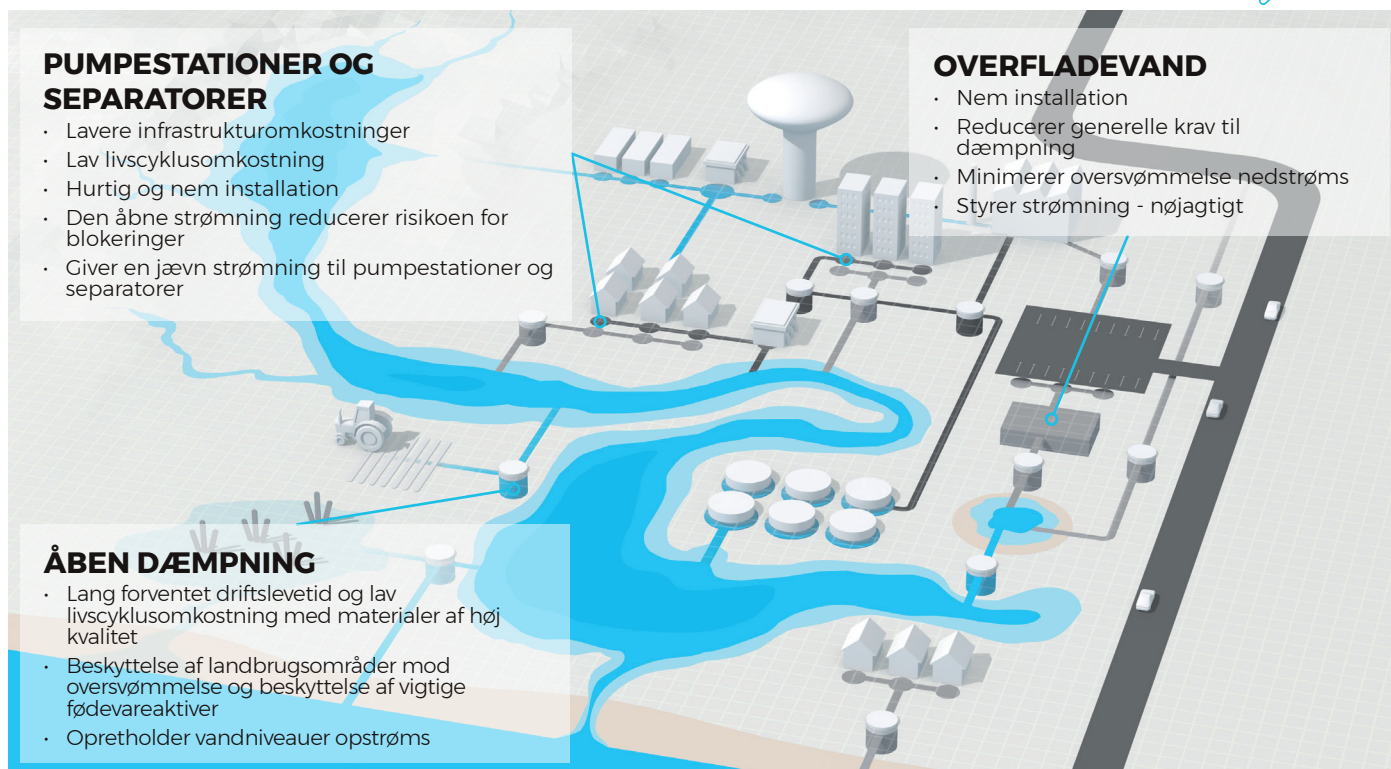 PUMPESTATIONER OG
SEPARATORER
• Lavere infrastrukturomkostninger
• Lav livscyklusomkostning
• Hurtig og nem installation
• Den åbne strømning reducerer risikoen for
blokeringer
• Giver en jævn strømning til pumpestationer og
separatorer
OVERFLADEVAND
• Nem installation
• Reducerer generelle krav til
dæmpning
• Minimerer oversvømmelse nedstrøms
• Styrer strømning - nøjagtigt
ÅBEN DÆMPNING
• Lang forventet driftslevetid og lav
livscyklusomkostning med materialer af høj
kvalitet
• Beskyttelse af landbrugsområder mod
oversvømmelse og beskyttelse af vigtige
fødevareaktiver
• Opretholder vandniveauer opstrøms